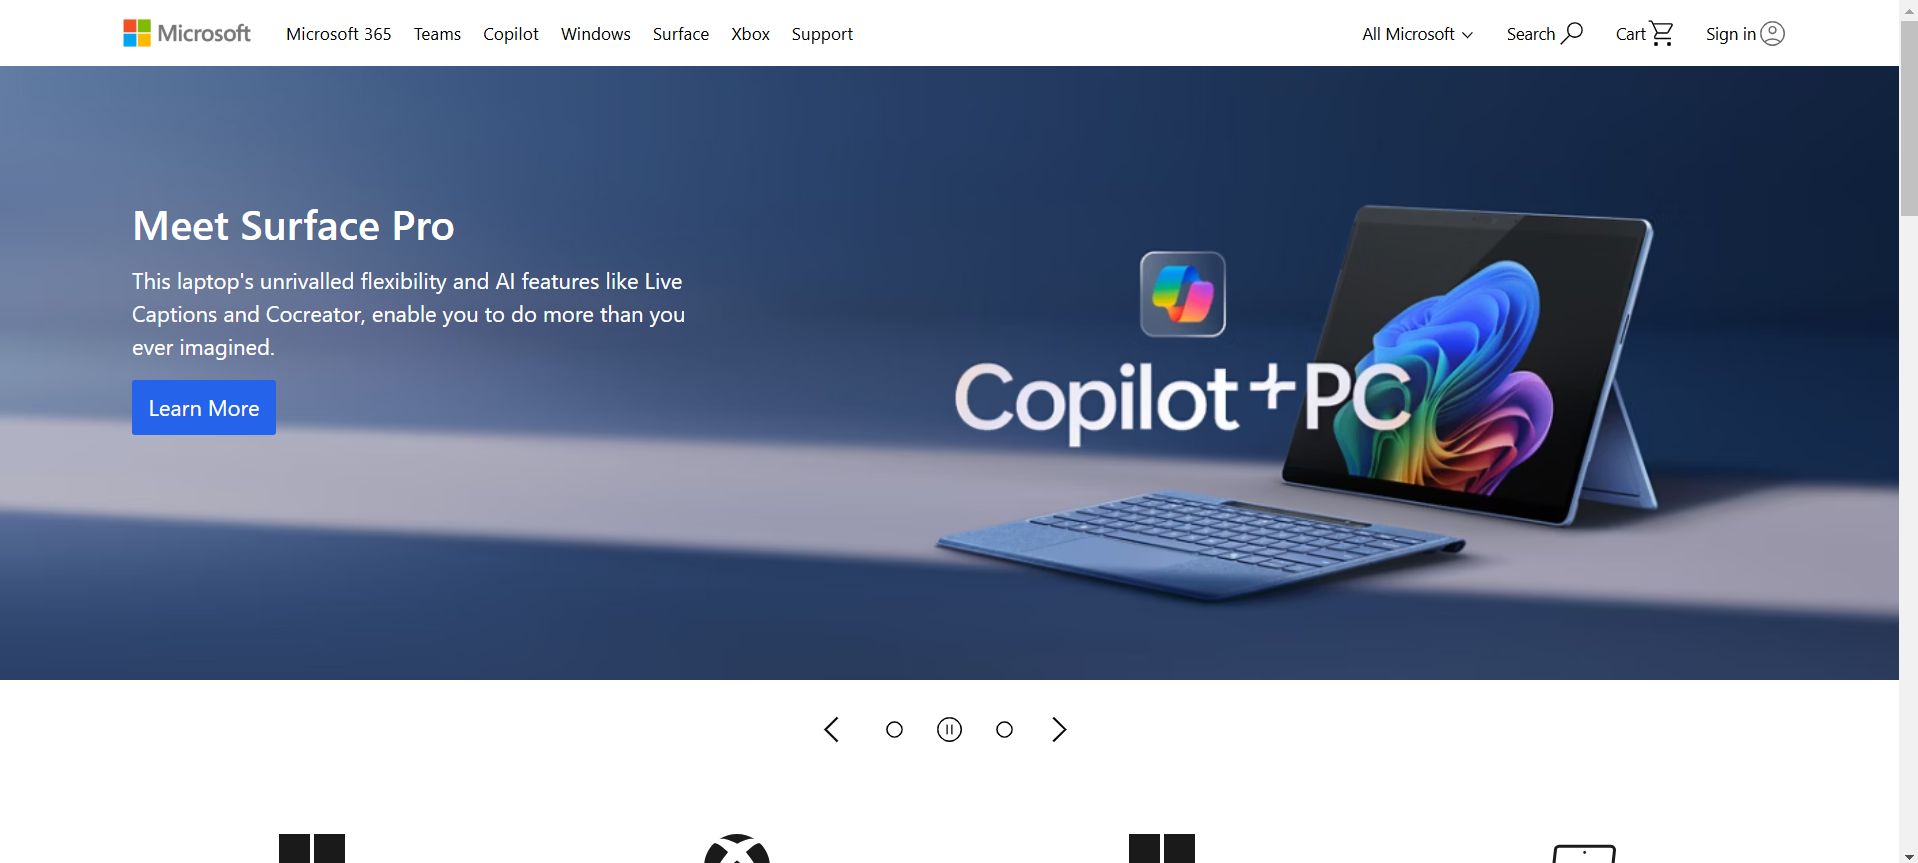 Microsoft
Microsoft 365
Teams
Copilot
Windows
Surface
Xbox
Support
All Microsoft
Search
Cart
Sign in
Meet Surface Pro
This laptop's unrivalled flexibility and AI features like Live
Captions and Cocreator, enable you to do more than you
ever imagined.
Learn More
Copilot+PC